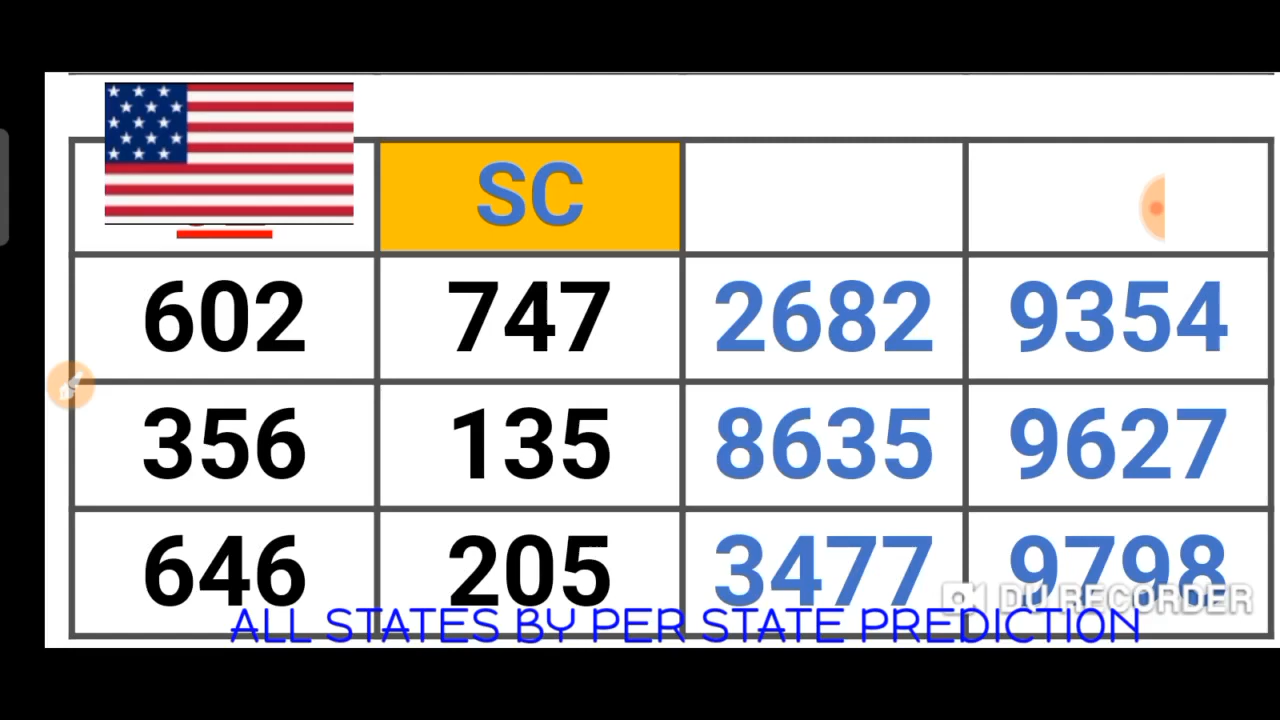 SC
602 747 2682 9354
356 135 8635 9627
646 205 3477 9798
DU RECORDER
ALL STATES BY PER STATE PREDICTION